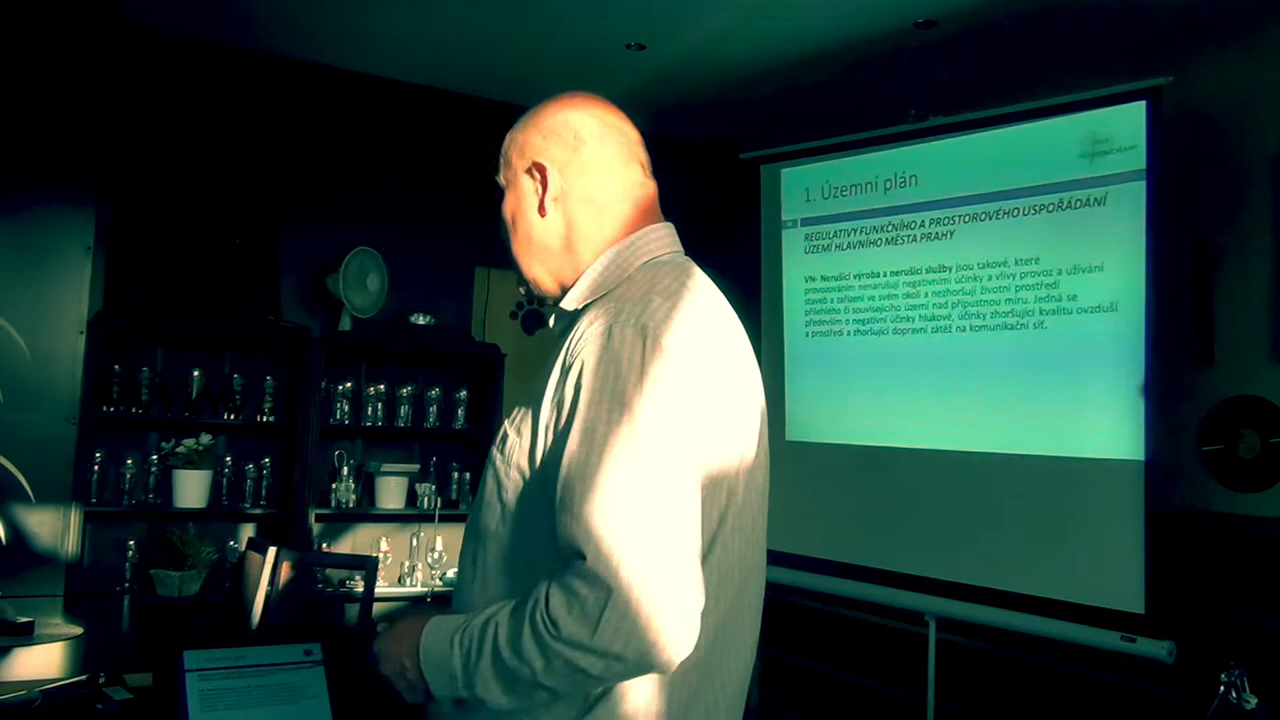 1. Územní plán
REGULATIVY FUNKČNÍHO A PROSTOROVÉHO USPOŘÁDÁNÍ
ÚZEMÍ HLAVNÍHO MĚSTA PRAHY
VN- Nerušící výroba a nerušící služby jsou takové, které
provozováním nenarušují negativními účinky a vlivy provoz a užívání
staveb a zařízení ve svém okolí a nezhoršují životní prostředí
přilehlého či souvisejícího území nad přípustnou míru. Jedná se
především o negativní účinky hlukové, účinky zhoršující kvalitu ovzduší
a prostředí a zhoršující dopravní zátěž na komunikační síť.